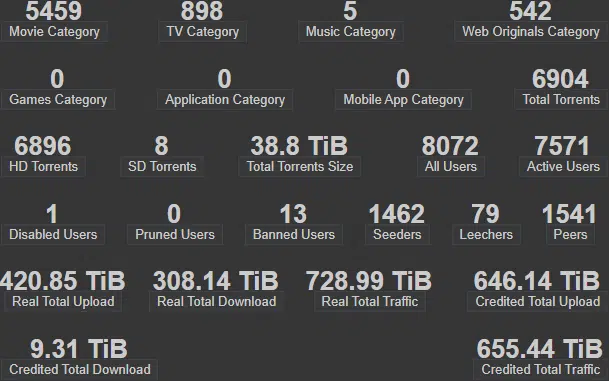 5459 898 5 542
Movie Category TV Category Music Category Web Originals Category
0 0 0 6904
Games Category Application Category Mobile App Category Total Torrents
6896 8 38.8 TiB 8072 7571
HD Torrents SD Torrents Total Torrents Size All Users Active Users
1 0 13 1462 79 1541
Disabled Users Pruned Users Banned Users Seeders Leechers Peers
420.85 TiB 308.14 TiB 728.99 TiB 646.14 TiB
Real Total Upload Real Total Download Real Total Traffic Credited Total Upload
9.31 TiB 655.44 TiB
Credited Total Download Credited Total Traffic